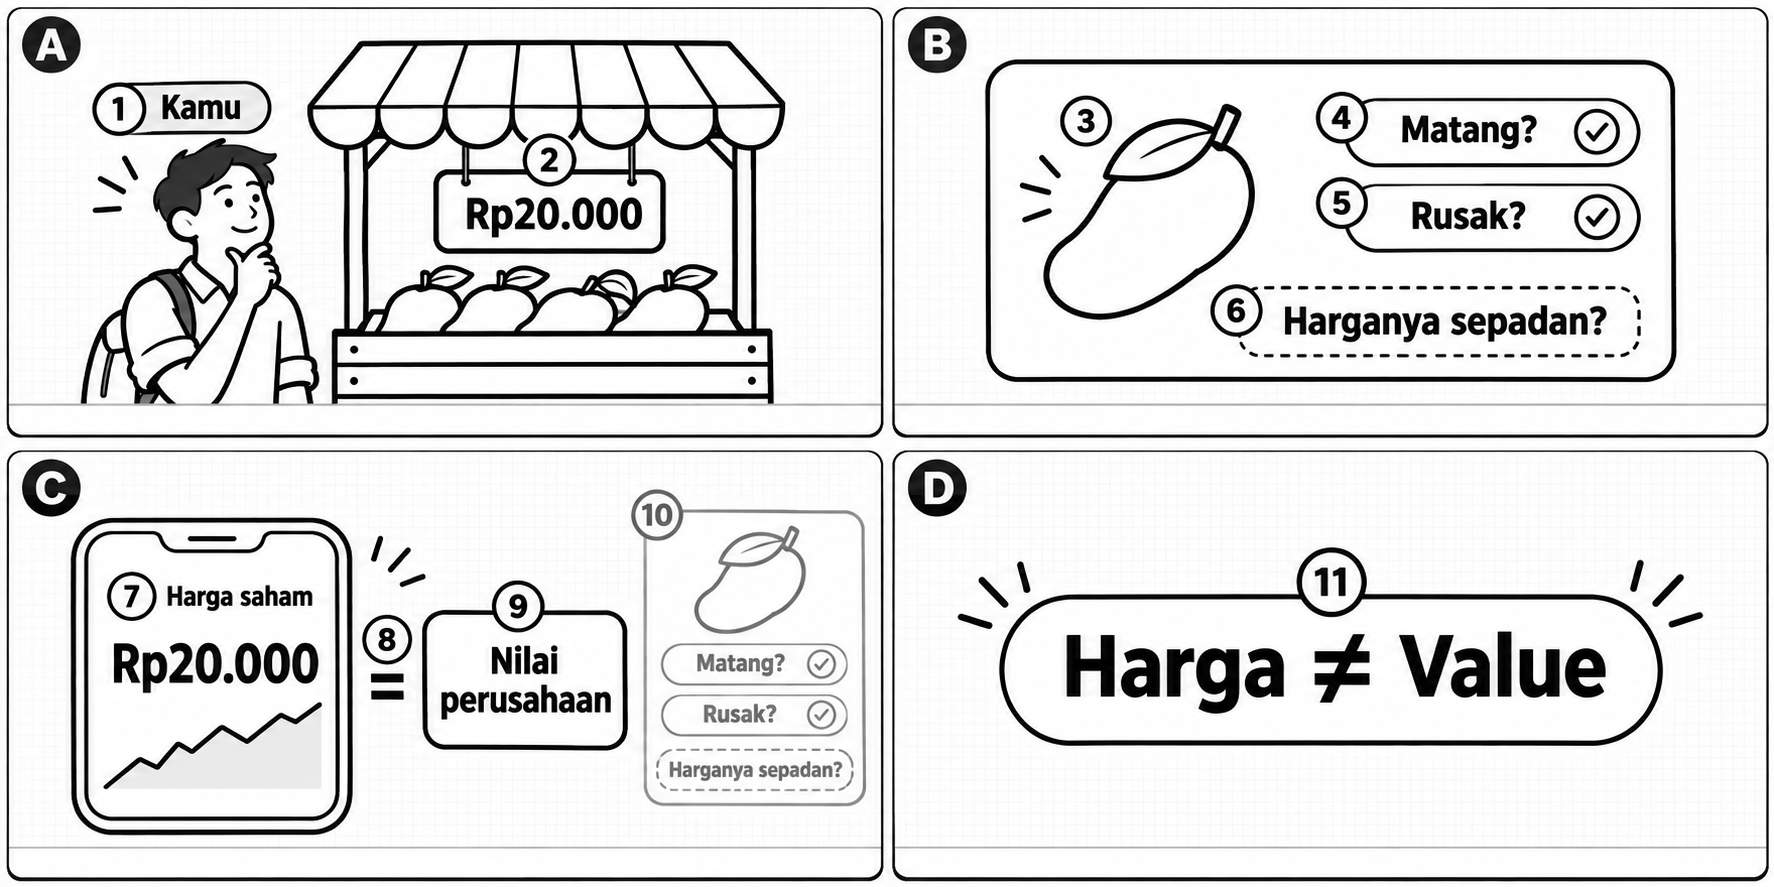 A
1 Kamu
2
Rp20.000
B
3
4 Matang?
5 Rusak?
6 Harganya sepadan?
C
7 Harga saham
Rp20.000
8
=
9
Nilai
perusahaan
10
Matang?
Rusak?
Harganya sepadan?
D
11
Harga ≠ Value